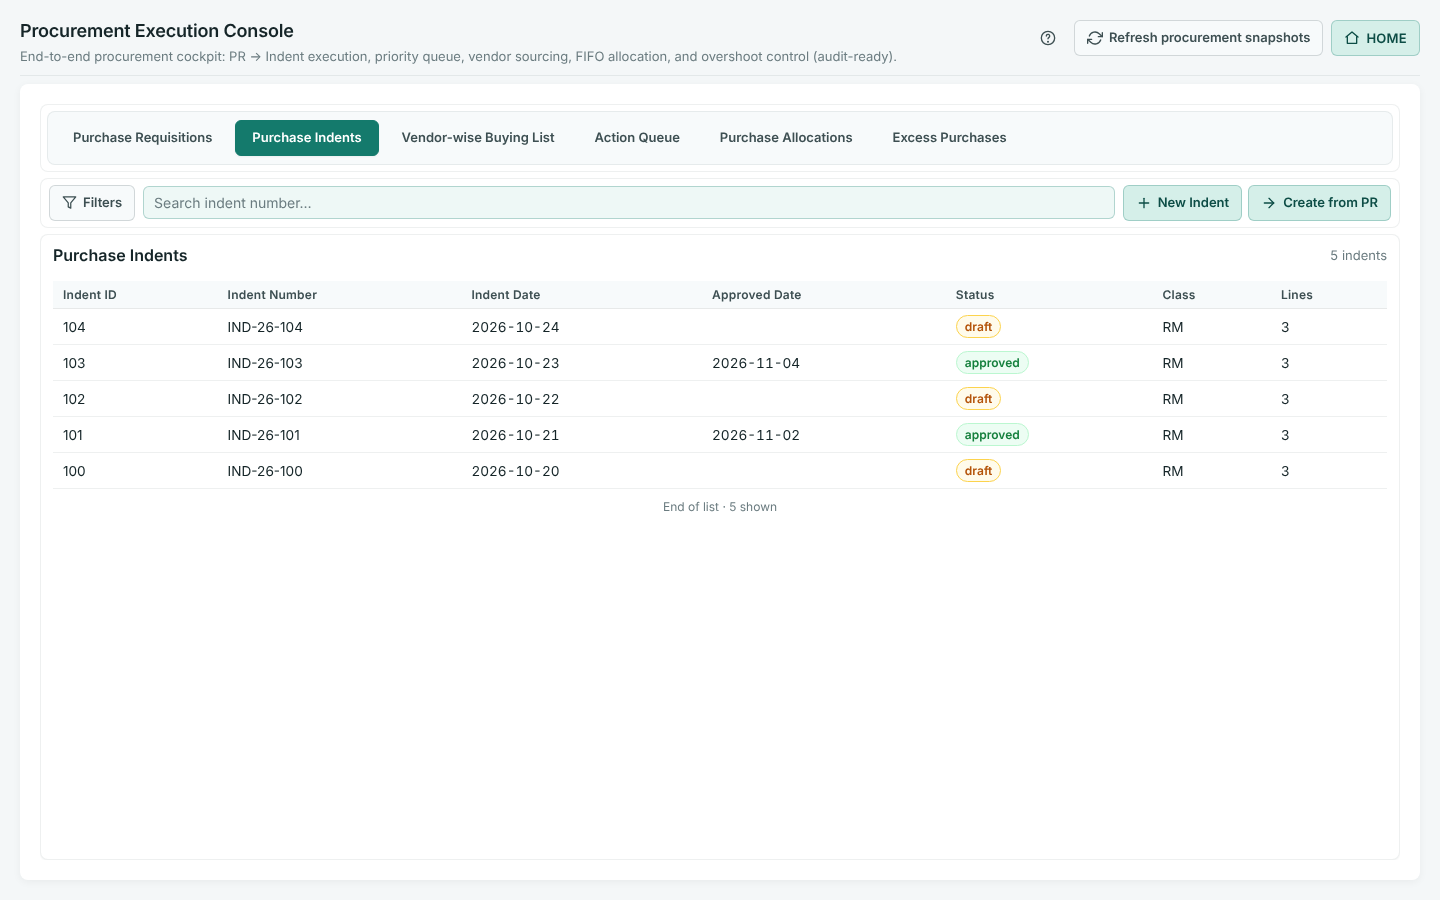 Procurement Execution Console
End-to-end procurement cockpit: PR → Indent execution, priority queue, vendor sourcing, FIFO allocation, and overshoot control (audit-ready).
Refresh procurement snapshots
HOME
Purchase Requisitions Purchase Indents Vendor-wise Buying List Action Queue Purchase Allocations Excess Purchases
Filters Search indent number... + New Indent → Create from PR
Purchase Indents 5 indents
Indent ID Indent Number Indent Date Approved Date Status Class Lines
104 IND-26-104 2026-10-24 draft RM 3
103 IND-26-103 2026-10-23 2026-11-04 approved RM 3
102 IND-26-102 2026-10-22 draft RM 3
101 IND-26-101 2026-10-21 2026-11-02 approved RM 3
100 IND-26-100 2026-10-20 draft RM 3
End of list · 5 shown